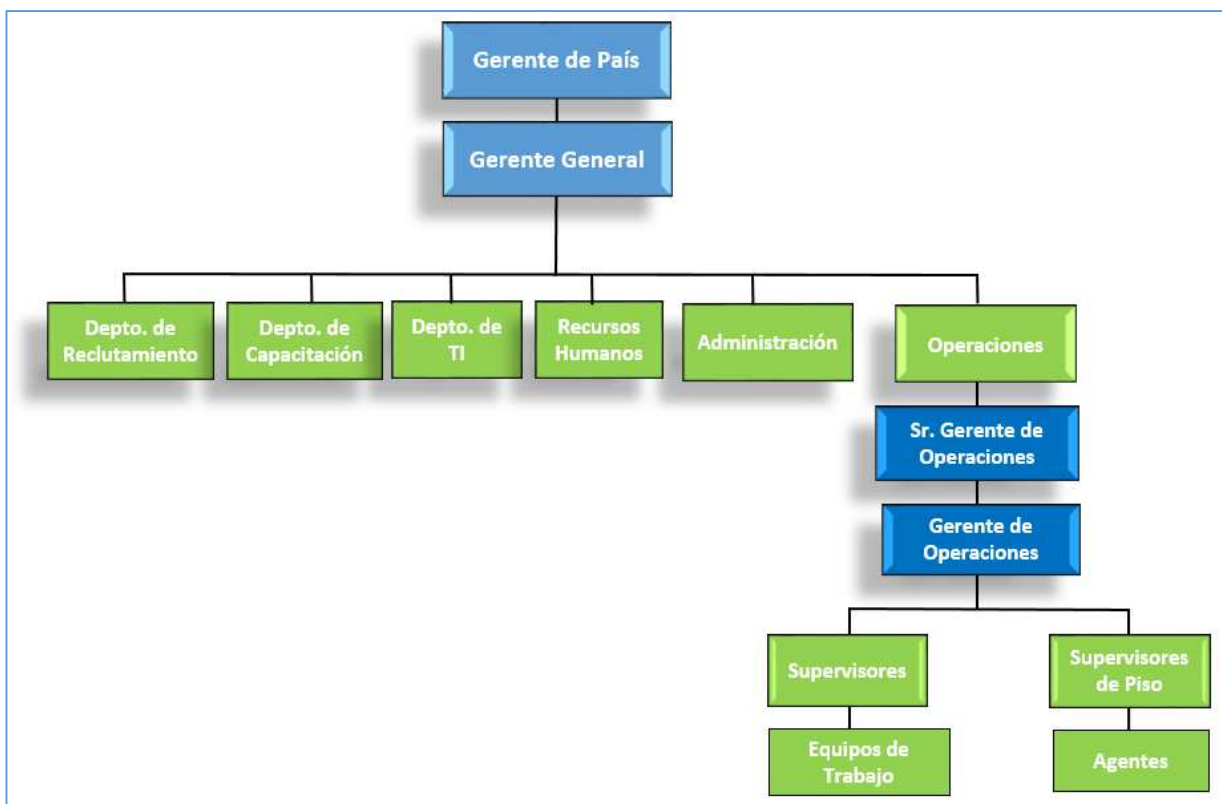 Gerente de País
Gerente General
Depto. de
Reclutamiento
Depto. de
Capacitación
Depto. de
TI
Recursos
Humanos
Administración
Operaciones
Sr. Gerente de
Operaciones
Gerente de
Operaciones
Supervisores
Supervisores
de Piso
Equipos de
Trabajo
Agentes